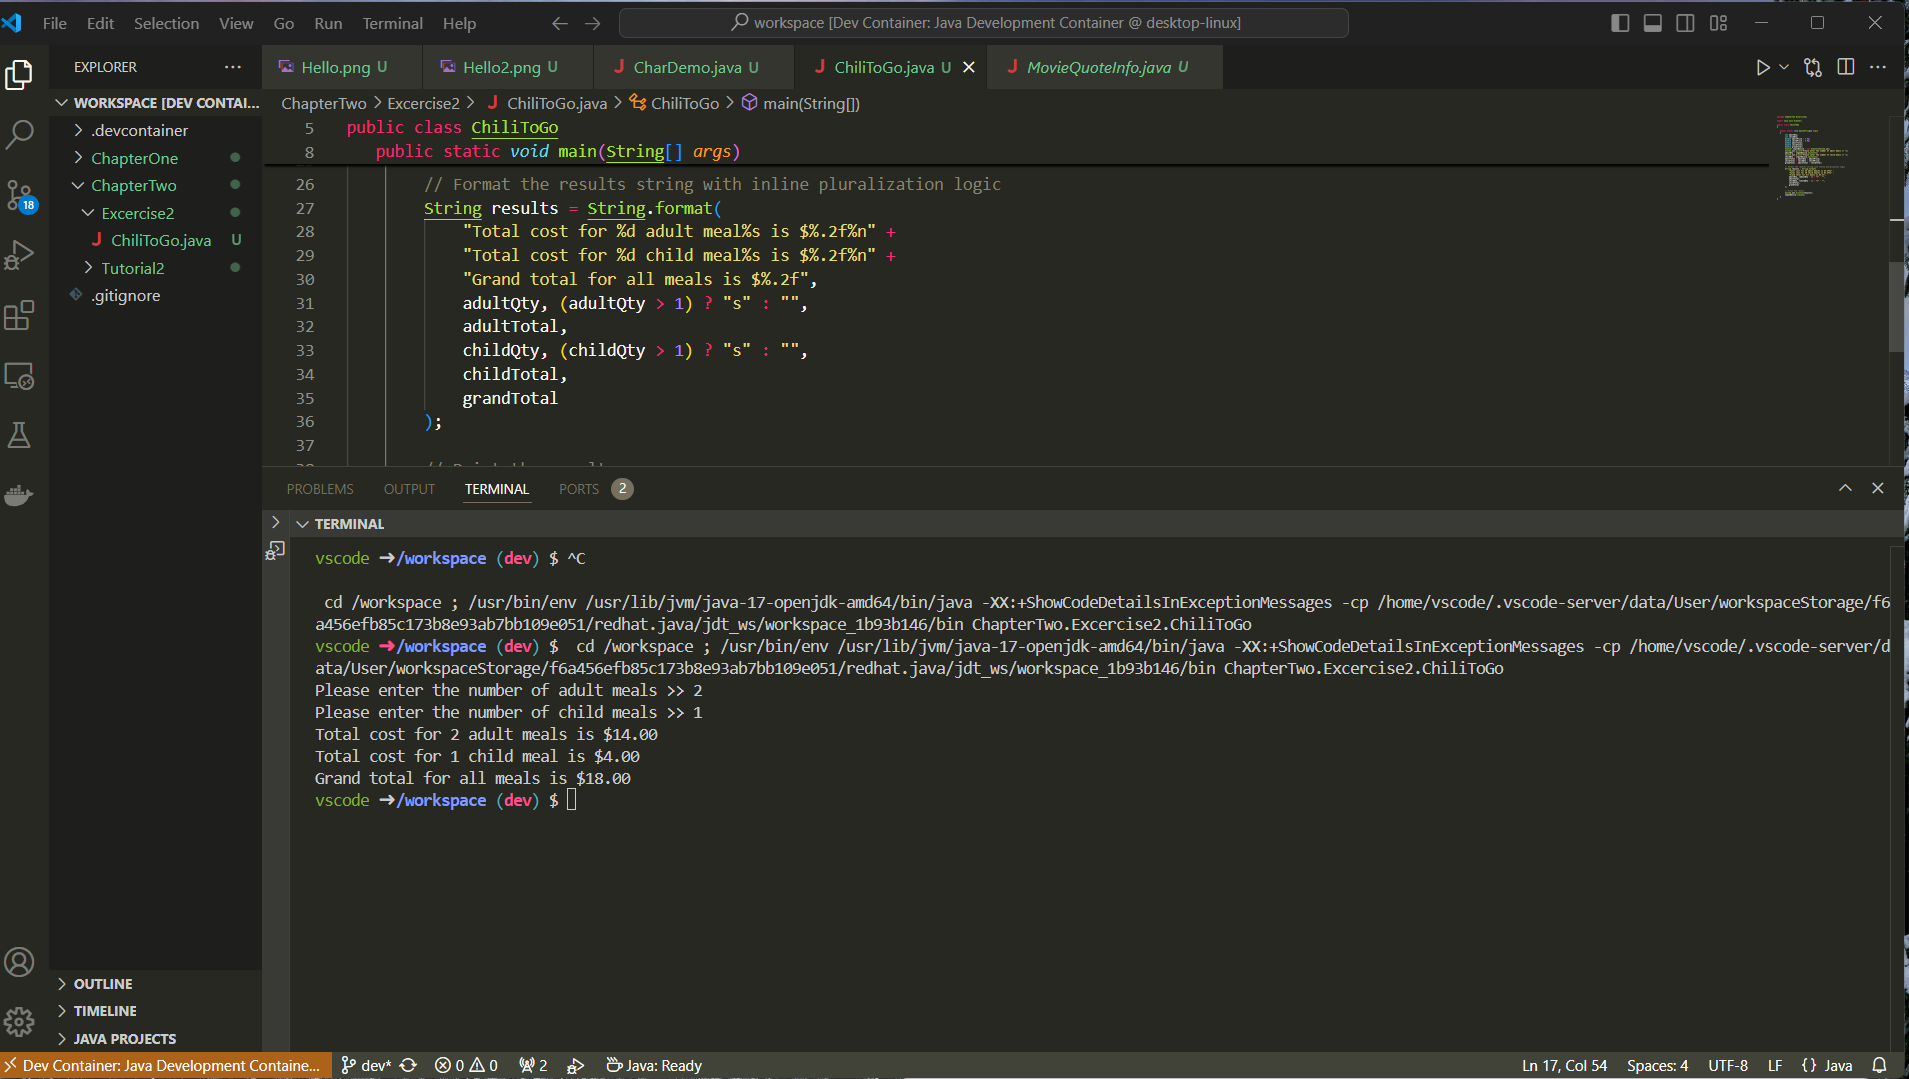 File Edit Selection View Go Run Terminal Help
workspace [Dev Container: Java Development Container @ desktop-linux]
EXPLORER
Hello.png U
Hello2.png U
CharDemo.java U
ChiliToGo.java U
MovieQuoteInfo.java U
WORKSPACE [DEV CONTAI...
.devcontainer
ChapterOne
ChapterTwo
Excercise2
ChiliToGo.java U
Tutorial2
.gitignore
18
ChapterTwo > Excercise2 > ChiliToGo.java > ChiliToGo > main(String[])
5 public class ChiliToGo
8 public static void main(String[] args)
26 // Format the results string with inline pluralization logic
27 String results = String.format(
28 "Total cost for %d adult meal%s is $%.2f%n" +
29 "Total cost for %d child meal%s is $%.2f%n" +
30 "Grand total for all meals is $%.2f",
31 adultQty, (adultQty > 1) ? "s" : "",
32 adultTotal,
33 childQty, (childQty > 1) ? "s" : "",
34 childTotal,
35 grandTotal
36 );
37
PROBLEMS OUTPUT TERMINAL PORTS 2
TERMINAL
vscode ➜/workspace (dev) $ ^C
cd /workspace ; /usr/bin/env /usr/lib/jvm/java-17-openjdk-amd64/bin/java -XX:+ShowCodeDetailsInExceptionMessages -cp /home/vscode/.vscode-server/data/User/workspaceStorage/f6
a456efb85c173b8e93ab7bb109e051/redhat.java/jdt_ws/workspace_1b93b146/bin ChapterTwo.Excercise2.ChiliToGo
vscode ➜/workspace (dev) $  cd /workspace ; /usr/bin/env /usr/lib/jvm/java-17-openjdk-amd64/bin/java -XX:+ShowCodeDetailsInExceptionMessages -cp /home/vscode/.vscode-server/d
ata/User/workspaceStorage/f6a456efb85c173b8e93ab7bb109e051/redhat.java/jdt_ws/workspace_1b93b146/bin ChapterTwo.Excercise2.ChiliToGo
Please enter the number of adult meals >> 2
Please enter the number of child meals >> 1
Total cost for 2 adult meals is $14.00
Total cost for 1 child meal is $4.00
Grand total for all meals is $18.00
vscode ➜/workspace (dev) $
OUTLINE
TIMELINE
JAVA PROJECTS
Dev Container: Java Development Containe... dev* 0 0 2 Java: Ready
Ln 17, Col 54 Spaces: 4 UTF-8 LF {} Java